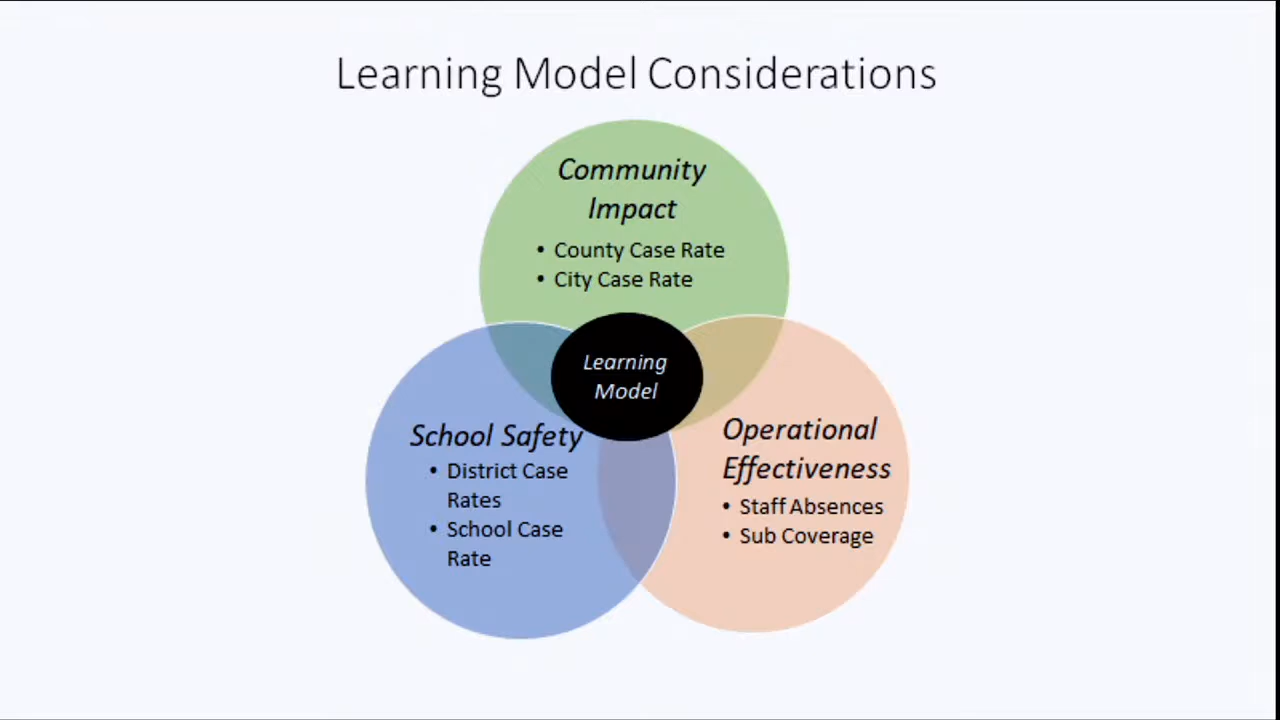 Learning Model Considerations
Community
Impact
• County Case Rate
• City Case Rate
Learning
Model
School Safety
• District Case
Rates
• School Case
Rate
Operational
Effectiveness
• Staff Absences
• Sub Coverage